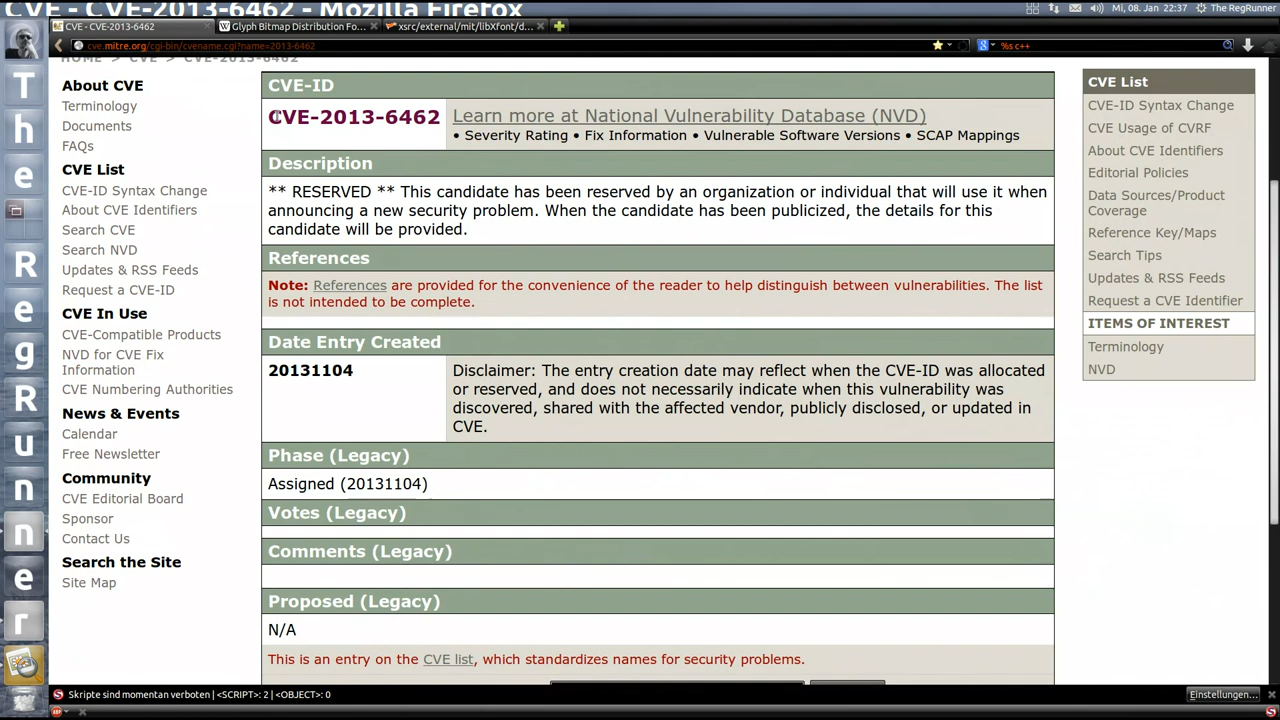 CVE - CVE-2013-6462 - Mozilla Firefox
Mi, 08. Jan 22:37 The RegRunner
CVE - CVE-2013-6462
Glyph Bitmap Distribution Fo...
xsrc/external/mit/libXfont/d...
cve.mitre.org/cgi-bin/cvename.cgi?name=2013-6462
%s c++
The RegRunner
HOME > CVE > CVE-2013-6462
About CVE
Terminology
Documents
FAQs
CVE List
CVE-ID Syntax Change
About CVE Identifiers
Search CVE
Search NVD
Updates & RSS Feeds
Request a CVE-ID
CVE In Use
CVE-Compatible Products
NVD for CVE Fix
Information
CVE Numbering Authorities
News & Events
Calendar
Free Newsletter
Community
CVE Editorial Board
Sponsor
Contact Us
Search the Site
Site Map
CVE-ID
CVE-2013-6462
Learn more at National Vulnerability Database (NVD)
• Severity Rating • Fix Information • Vulnerable Software Versions • SCAP Mappings
Description
** RESERVED ** This candidate has been reserved by an organization or individual that will use it when
announcing a new security problem. When the candidate has been publicized, the details for this
candidate will be provided.
References
Note: References are provided for the convenience of the reader to help distinguish between vulnerabilities. The list
is not intended to be complete.
Date Entry Created
20131104
Disclaimer: The entry creation date may reflect when the CVE-ID was allocated
or reserved, and does not necessarily indicate when this vulnerability was
discovered, shared with the affected vendor, publicly disclosed, or updated in
CVE.
Phase (Legacy)
Assigned (20131104)
Votes (Legacy)
Comments (Legacy)
Proposed (Legacy)
N/A
This is an entry on the CVE list, which standardizes names for security problems.
CVE List
CVE-ID Syntax Change
CVE Usage of CVRF
About CVE Identifiers
Editorial Policies
Data Sources/Product
Coverage
Reference Key/Maps
Search Tips
Updates & RSS Feeds
Request a CVE Identifier
ITEMS OF INTEREST
Terminology
NVD
Skripte sind momentan verboten | <SCRIPT>: 2 | <OBJECT>: 0
Einstellungen...